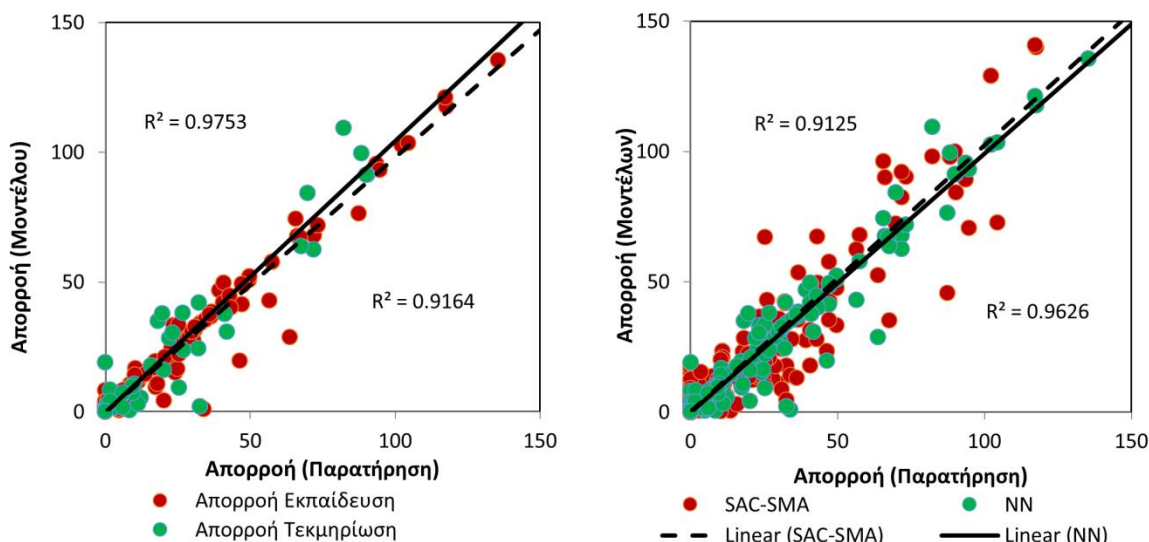 150
100
50
0
Απορροή (Μοντέλου)
R² = 0.9753
R² = 0.9164
0
50
100
150
Απορροή (Παρατήρηση)
Απορροή Εκπαίδευση
Απορροή Τεκμηρίωση
150
100
50
0
Απορροή (Μοντέλων)
R² = 0.9125
R² = 0.9626
0
50
100
150
Απορροή (Παρατήρηση)
SAC-SMA
NN
Linear (SAC-SMA)
Linear (NN)